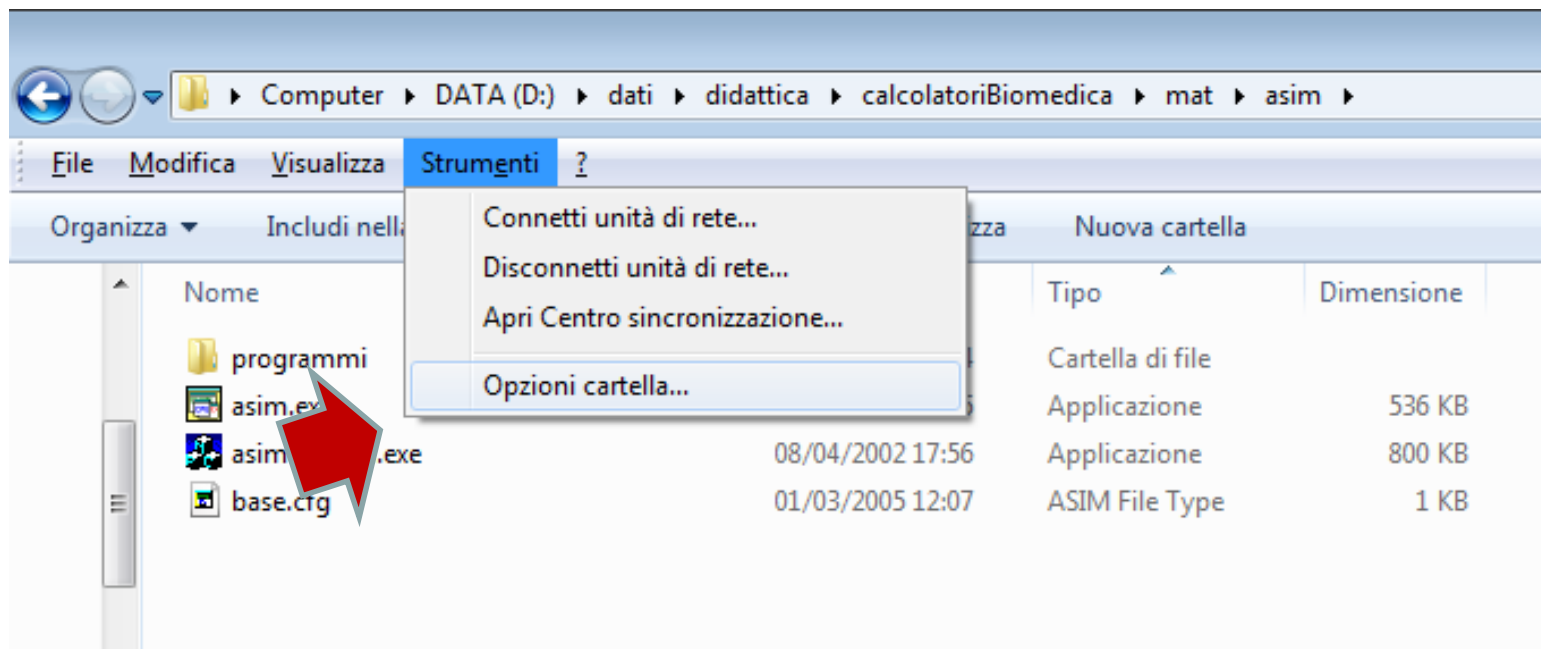 Computer DATA (D:) dati didattica calcolatoriBiomedica mat asim
File Modifica Visualizza Strumenti ?
Organizza Includi Nuova cartella
Connetti unità di rete...
Disconnetti unità di rete...
Apri Centro sincronizzazione...
Opzioni cartella...
Nome Tipo Dimensione
programmi Cartella di file
Applicazione 536 KB
08/04/2002 17:56 Applicazione 800 KB
base.cfg 01/03/2005 12:07 ASIM File Type 1 KB